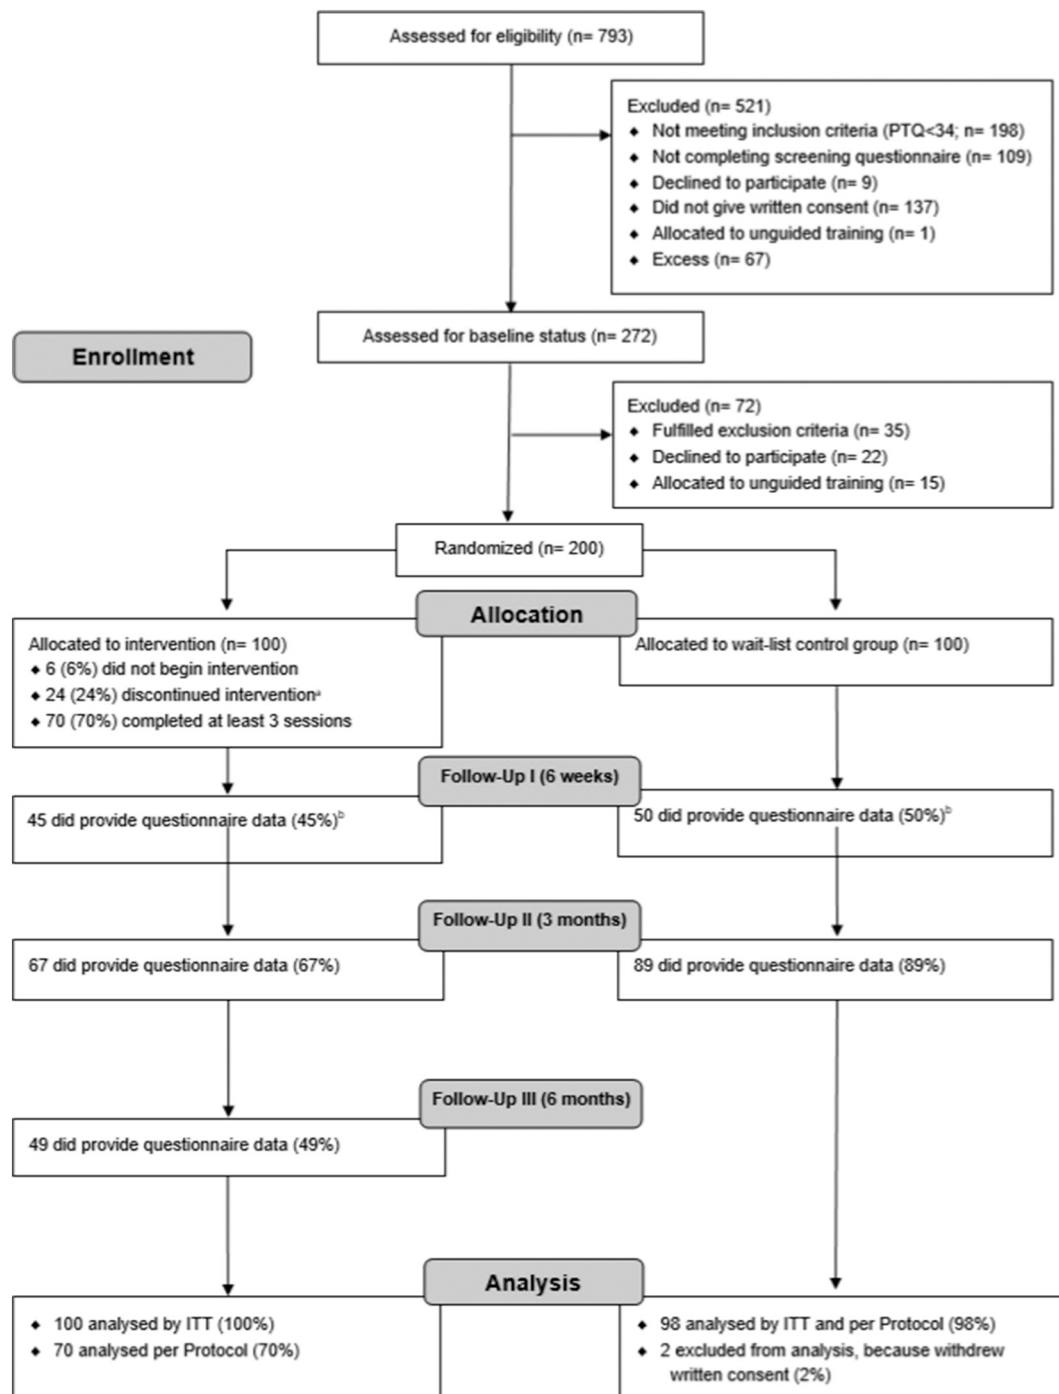 Assessed for eligibility (n= 793)
Excluded (n= 521)
◆ Not meeting inclusion criteria (PTQ<34; n= 198)
◆ Not completing screening questionnaire (n= 109)
◆ Declined to participate (n= 9)
◆ Did not give written consent (n= 137)
◆ Allocated to unguided training (n= 1)
◆ Excess (n= 67)
Assessed for baseline status (n= 272)
Enrollment
Excluded (n= 72)
◆ Fulfilled exclusion criteria (n= 35)
◆ Declined to participate (n= 22)
◆ Allocated to unguided training (n= 15)
Randomized (n= 200)
Allocation
Allocated to intervention (n= 100)
◆ 6 (6%) did not begin intervention
◆ 24 (24%) discontinued interventionᵃ
◆ 70 (70%) completed at least 3 sessions
Allocated to wait-list control group (n= 100)
Follow-Up I (6 weeks)
45 did provide questionnaire data (45%)ᵇ
50 did provide questionnaire data (50%)ᵇ
Follow-Up II (3 months)
67 did provide questionnaire data (67%)
89 did provide questionnaire data (89%)
Follow-Up III (6 months)
49 did provide questionnaire data (49%)
Analysis
◆ 100 analysed by ITT (100%)
◆ 70 analysed per Protocol (70%)
◆ 98 analysed by ITT and per Protocol (98%)
◆ 2 excluded from analysis, because withdrew
written consent (2%)